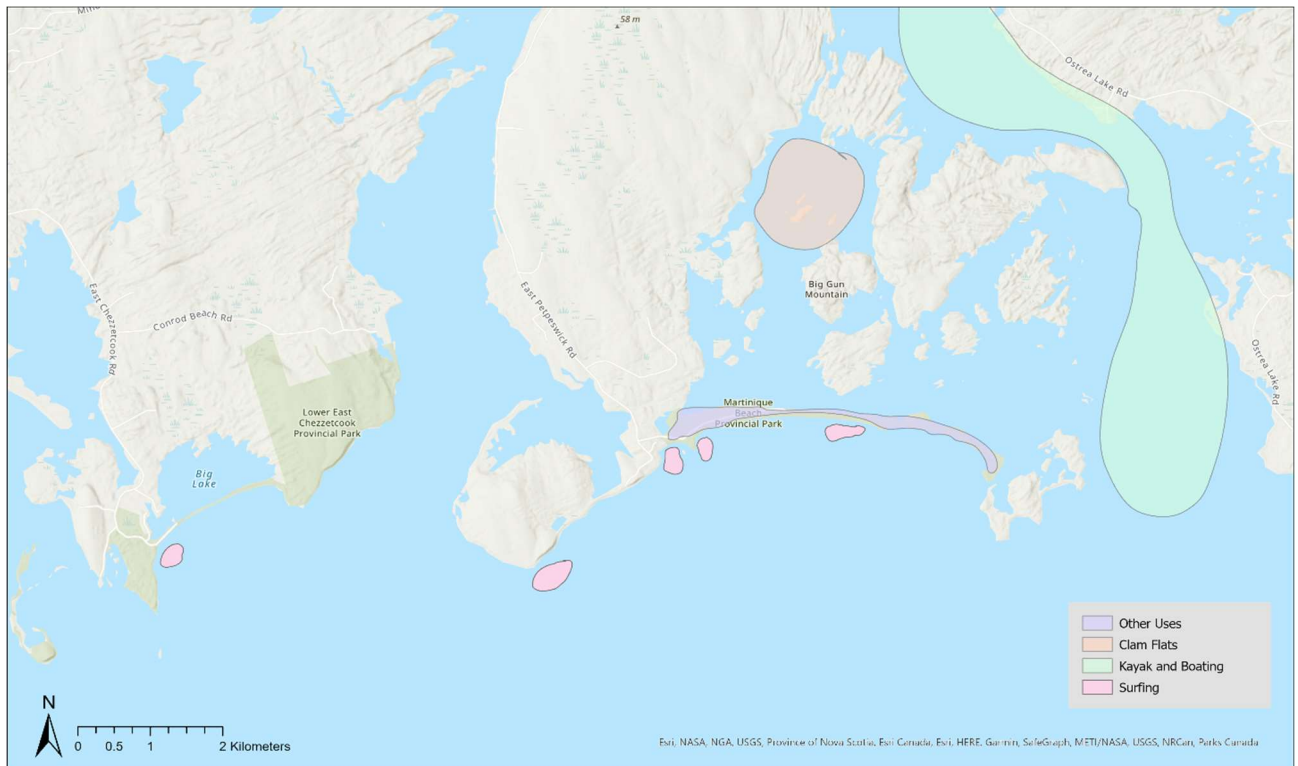 58 m
Ostrea Lake Rd
East Chezzetcook Rd
Conrod Beach Rd
East Petpeswick Rd
Big Gun
Mountain
Ostrea Lake Rd
Lower East
Chezzetcook
Provincial Park
Martinique
Beach
Provincial Park
Big
Lake
Other Uses
Clam Flats
Kayak and Boating
Surfing
N
0 0.5 1 2 Kilometers
Esri, NASA, NGA, USGS, Province of Nova Scotia, Esri Canada, Esri, HERE, Garmin, SafeGraph, METI/NASA, USGS, NRCan, Parks Canada